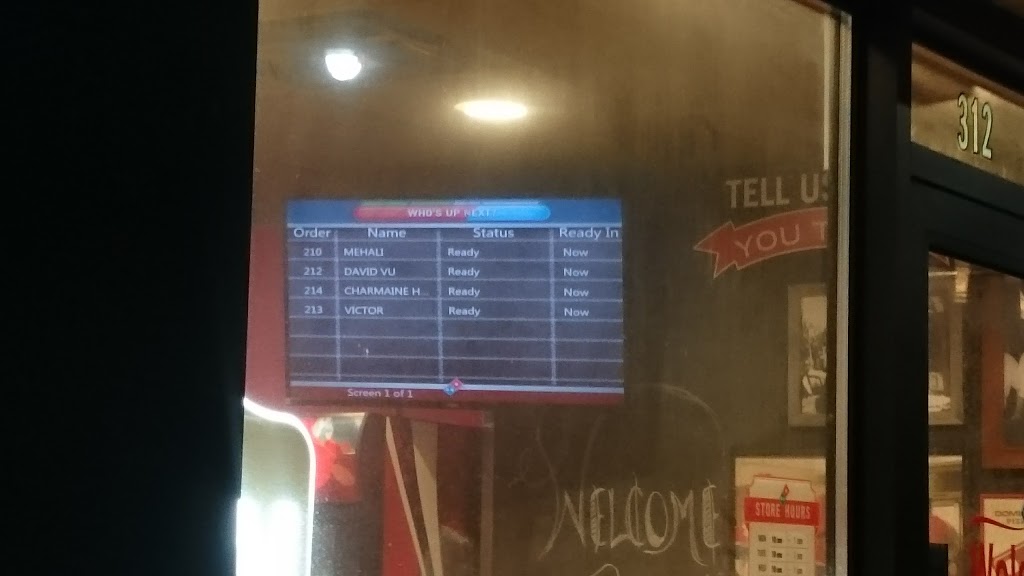 312
TELL US
YOU T
WHO'S UP NEXT?
Order Name Status Ready In
210 MEHALI Ready Now
212 DAVID VU Ready Now
214 CHARMAINE H... Ready Now
213 VICTOR Ready Now
Screen 1 of 1
WELCOME
STORE HOURS